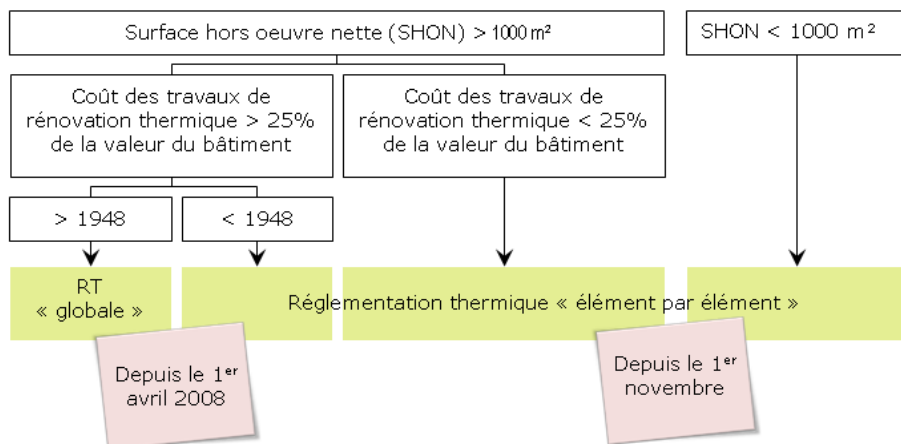 Surface hors oeuvre nette (SHON) > 1000 m²
SHON < 1000 m²
Coût des travaux de
rénovation thermique > 25%
de la valeur du bâtiment
Coût des travaux de
rénovation thermique < 25%
de la valeur du bâtiment
> 1948
< 1948
RT
« globale »
Réglementation thermique « élément par élément »
Depuis le 1er
avril 2008
Depuis le 1er
novembre